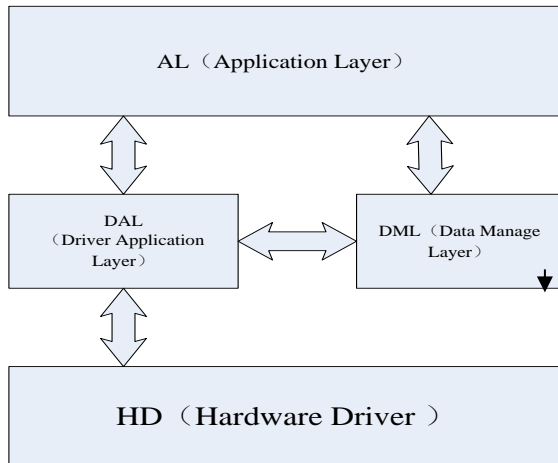 AL（Application Layer）
DAL
（Driver Application
Layer）
DML（Data Manage
Layer）
HD（Hardware Driver ）